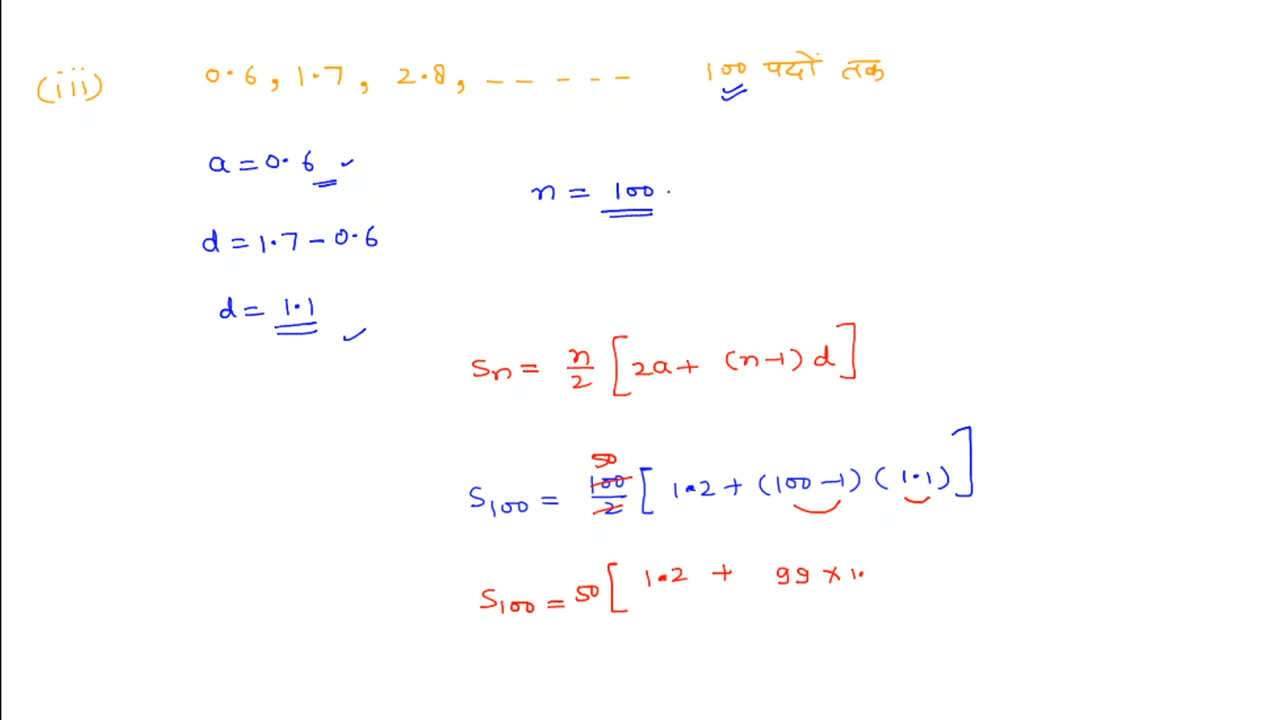 (iii) 0.6, 1.7, 2.8, ----- 100 पदों तक
a = 0.6
n = 100.
d = 1.7 - 0.6
d = 1.1
Sn = n/2 [2a + (n-1) d]
50
S100 = 100/2 [1.2 + (100-1) (1.1)]
S100 = 50 [1.2 + 99 × 1.